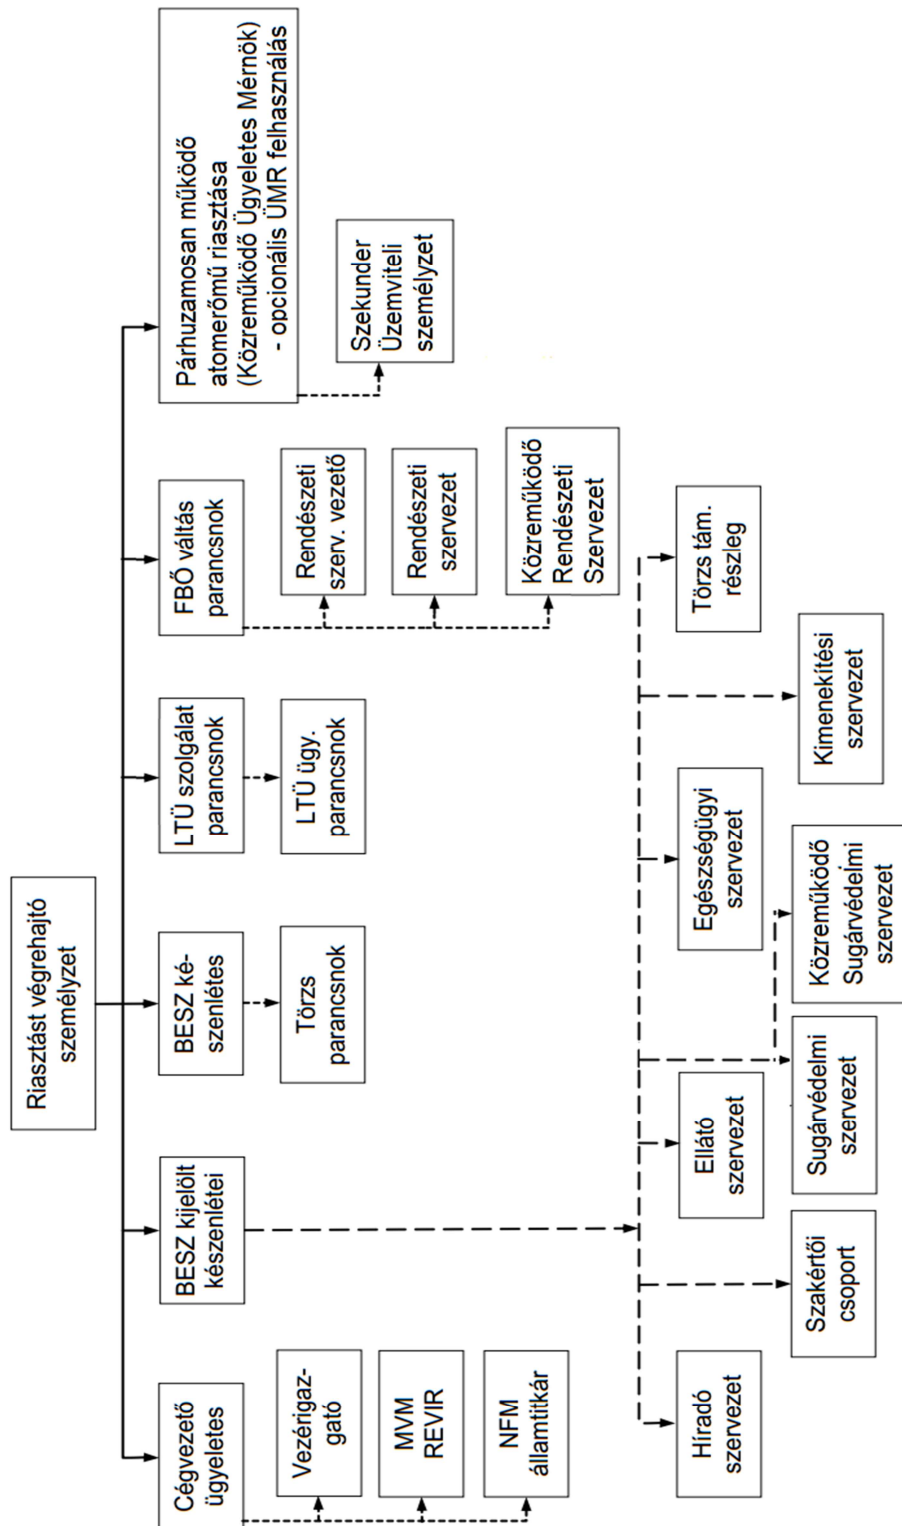 Riasztást végrehajtó
személyzet
Cégvezető
ügyeletes
BESZ kijelölt
készenlétei
BESZ ké-
szenlétes
LTÜ szolgálat
parancsnok
FBŐ váltás
parancsnok
Párhuzamosan működő
atomerőmű riasztása
(Közreműködő Ügyeletes Mérnök)
- opcionális ÜMR felhasználás
Vezérigaz-
gató
MVM
REVIR
NFM
államtitkár
Törzs
parancsnok
LTÜ ügy.
parancsnok
Rendészeti
szerv. vezető
Rendészeti
szervezet
Közreműködő
Rendészeti
Szervezet
Szekunder
Üzemviteli
személyzet
Híradó
szervezet
Szakértői
csoport
Ellátó
szervezet
Sugárvédelmi
szervezet
Közreműködő
Sugárvédelmi
szervezet
Egészségügyi
szervezet
Kimenekítési
szervezet
Törzs tám.
részleg